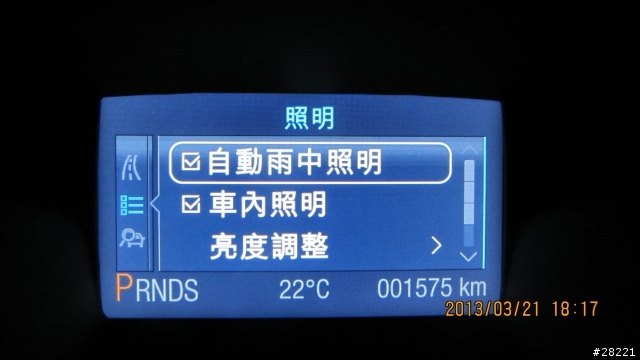 照明
自動雨中照明
車內照明
亮度調整
PRNDS 22°C 001575 km
2013/03/21 18:17
#28221